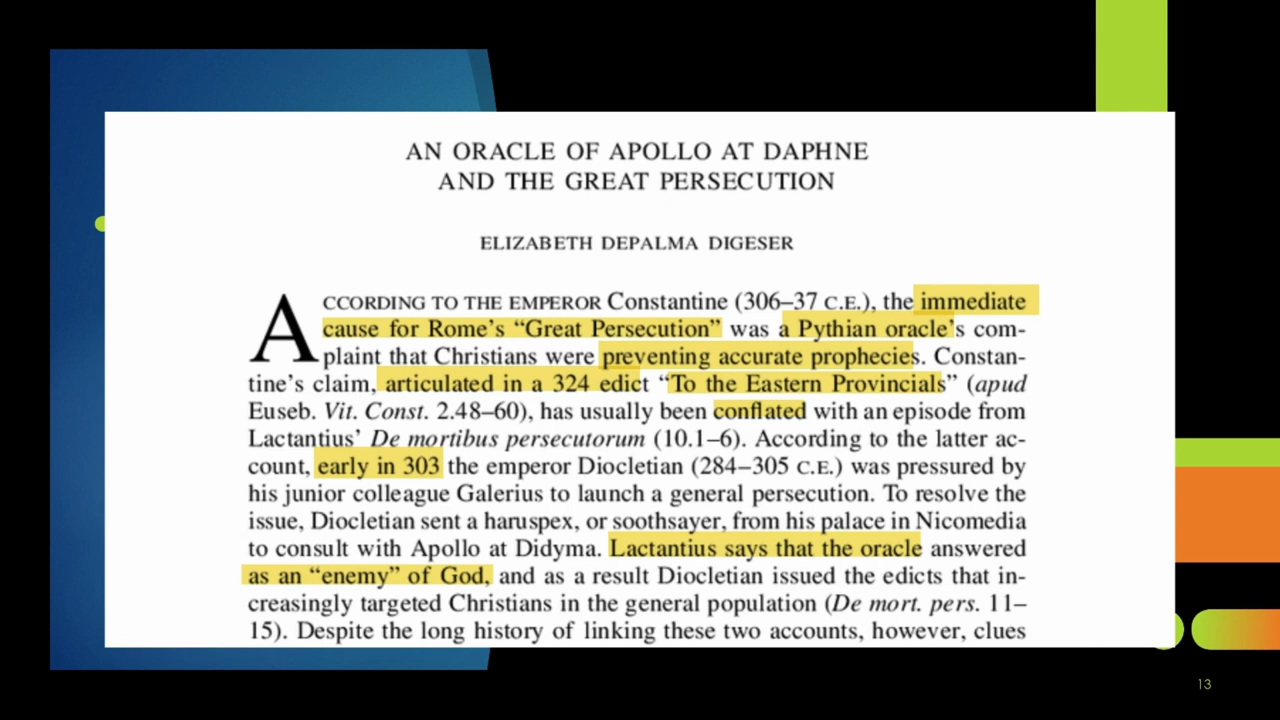 AN ORACLE OF APOLLO AT DAPHNE
AND THE GREAT PERSECUTION
ELIZABETH DEPALMA DIGESER
ACCORDING TO THE EMPEROR Constantine (306–37 C.E.), the immediate
cause for Rome's “Great Persecution” was a Pythian oracle's com-
plaint that Christians were preventing accurate prophecies. Constan-
tine's claim, articulated in a 324 edict “To the Eastern Provincials” (apud
Euseb. Vit. Const. 2.48–60), has usually been conflated with an episode from
Lactantius' De mortibus persecutorum (10.1–6). According to the latter ac-
count, early in 303 the emperor Diocletian (284–305 C.E.) was pressured by
his junior colleague Galerius to launch a general persecution. To resolve the
issue, Diocletian sent a haruspex, or soothsayer, from his palace in Nicomedia
to consult with Apollo at Didyma. Lactantius says that the oracle answered
as an “enemy” of God, and as a result Diocletian issued the edicts that in-
creasingly targeted Christians in the general population (De mort. pers. 11–
15). Despite the long history of linking these two accounts, however, clues
13